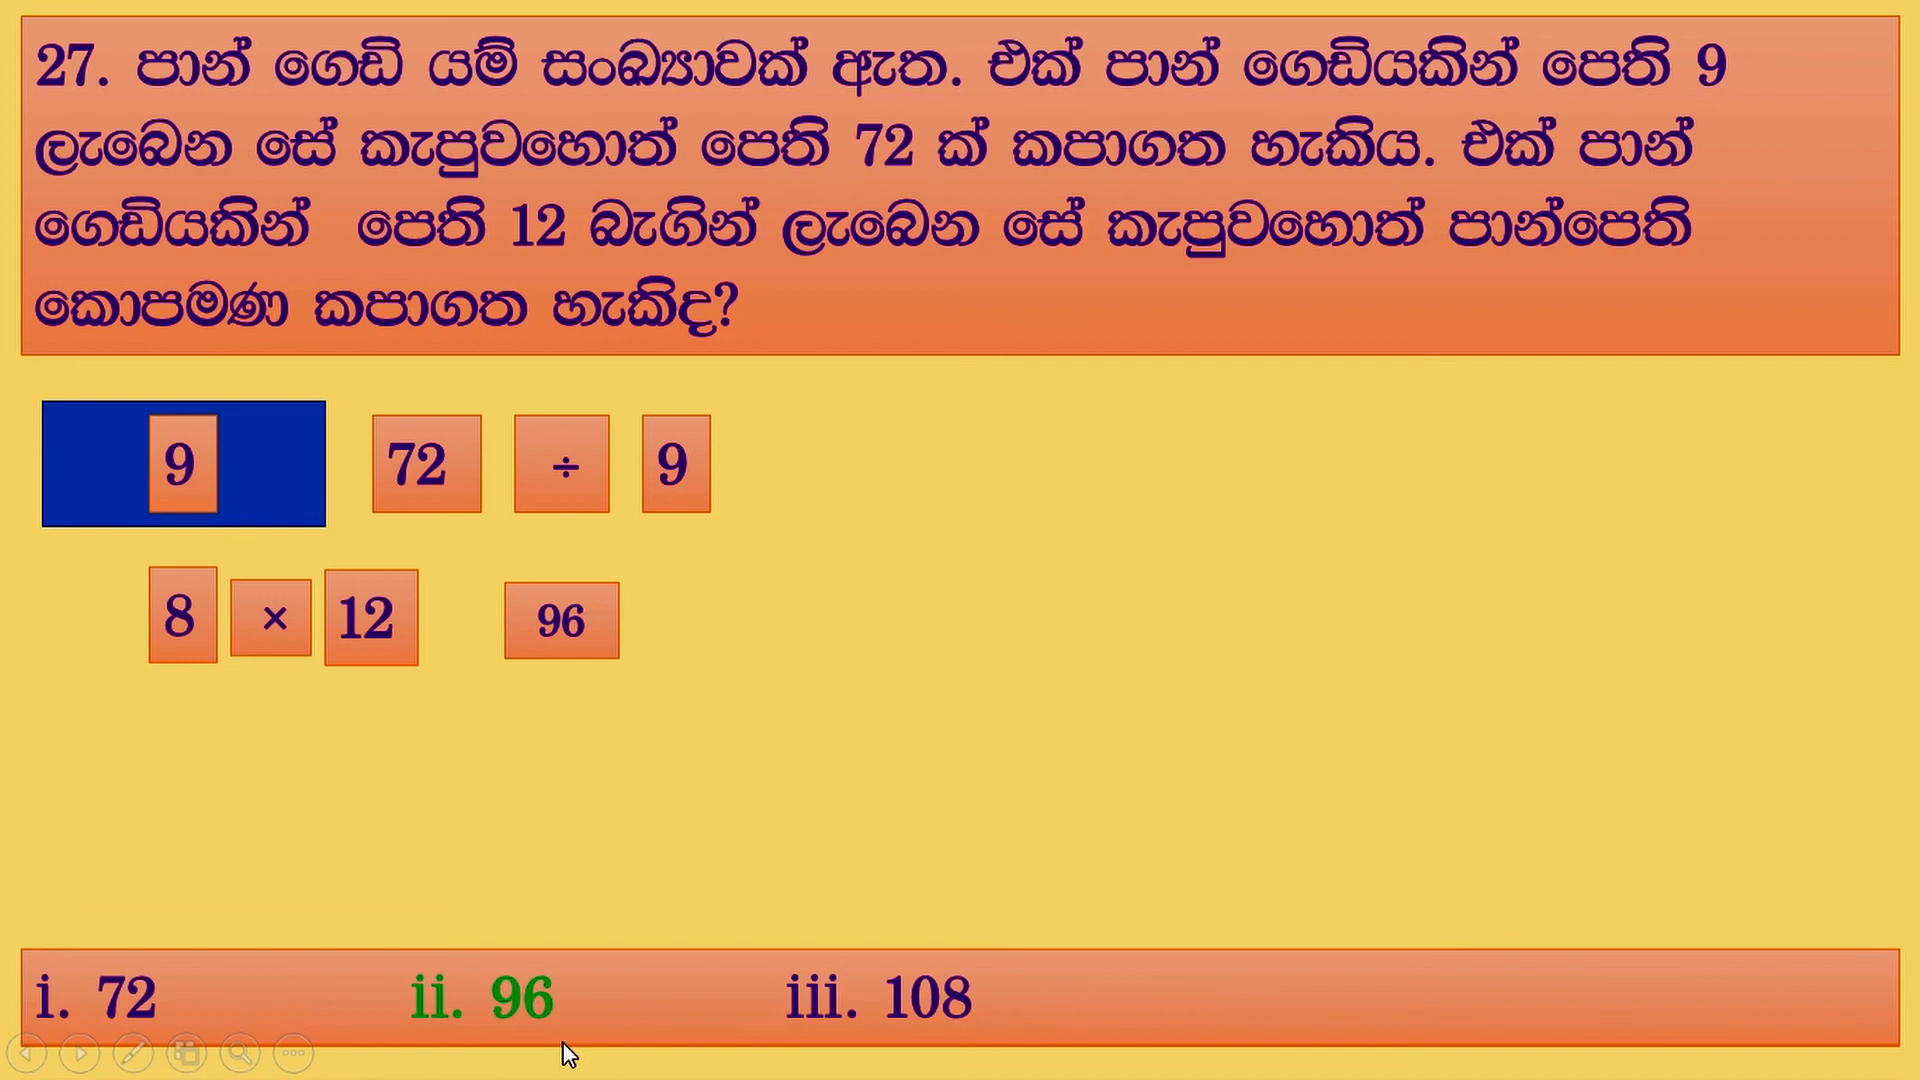 27. පාන් ගෙඩි යම් සංඛ්‍යාවක් ඇත. එක් පාන් ගෙඩියකින් පෙති 9
ලැබෙන සේ කැපුවහොත් පෙති 72 ක් කපාගත හැකිය. එක් පාන්
ගෙඩියකින් පෙති 12 බැගින් ලැබෙන සේ කැපුවහොත් පාන්පෙති
කොපමණ කපාගත හැකිද?
9 72 ÷ 9
8 × 12 96
i. 72 ii. 96 iii. 108